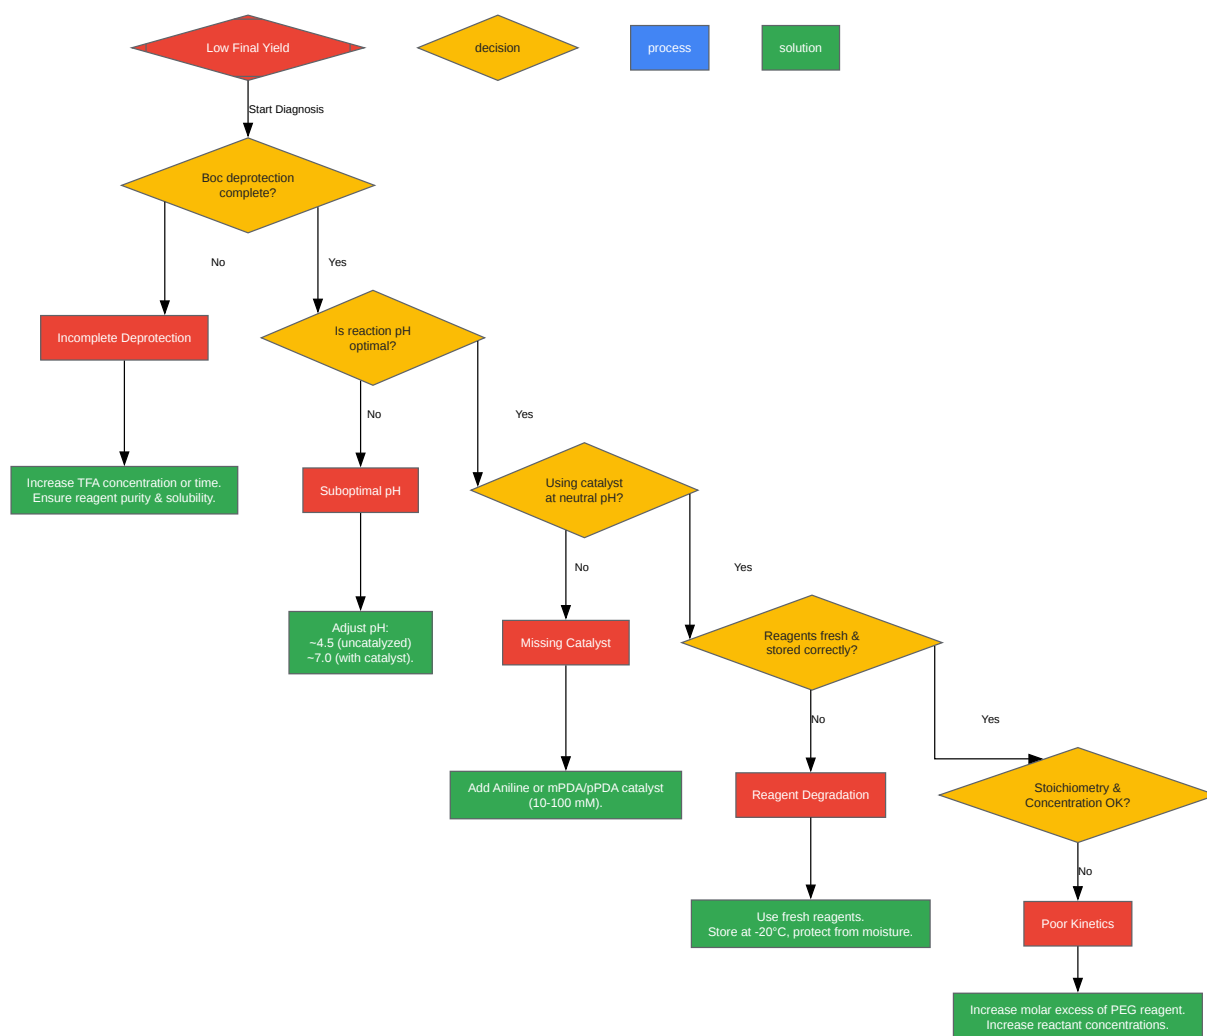 Low Final Yield
decision
process
solution
Start Diagnosis
Boc deprotection
complete?
No
Yes
Incomplete Deprotection
Is reaction pH
optimal?
No
Yes
Increase TFA concentration or time.
Ensure reagent purity & solubility.
Suboptimal pH
Using catalyst
at neutral pH?
No
Yes
Adjust pH:
~4.5 (uncatalyzed)
~7.0 (with catalyst).
Missing Catalyst
Reagents fresh &
stored correctly?
No
Yes
Add Aniline or mPDA/pPDA catalyst
(10-100 mM).
Reagent Degradation
Stoichiometry &
Concentration OK?
No
Use fresh reagents.
Store at -20°C, protect from moisture.
Poor Kinetics
Increase molar excess of PEG reagent.
Increase reactant concentrations.